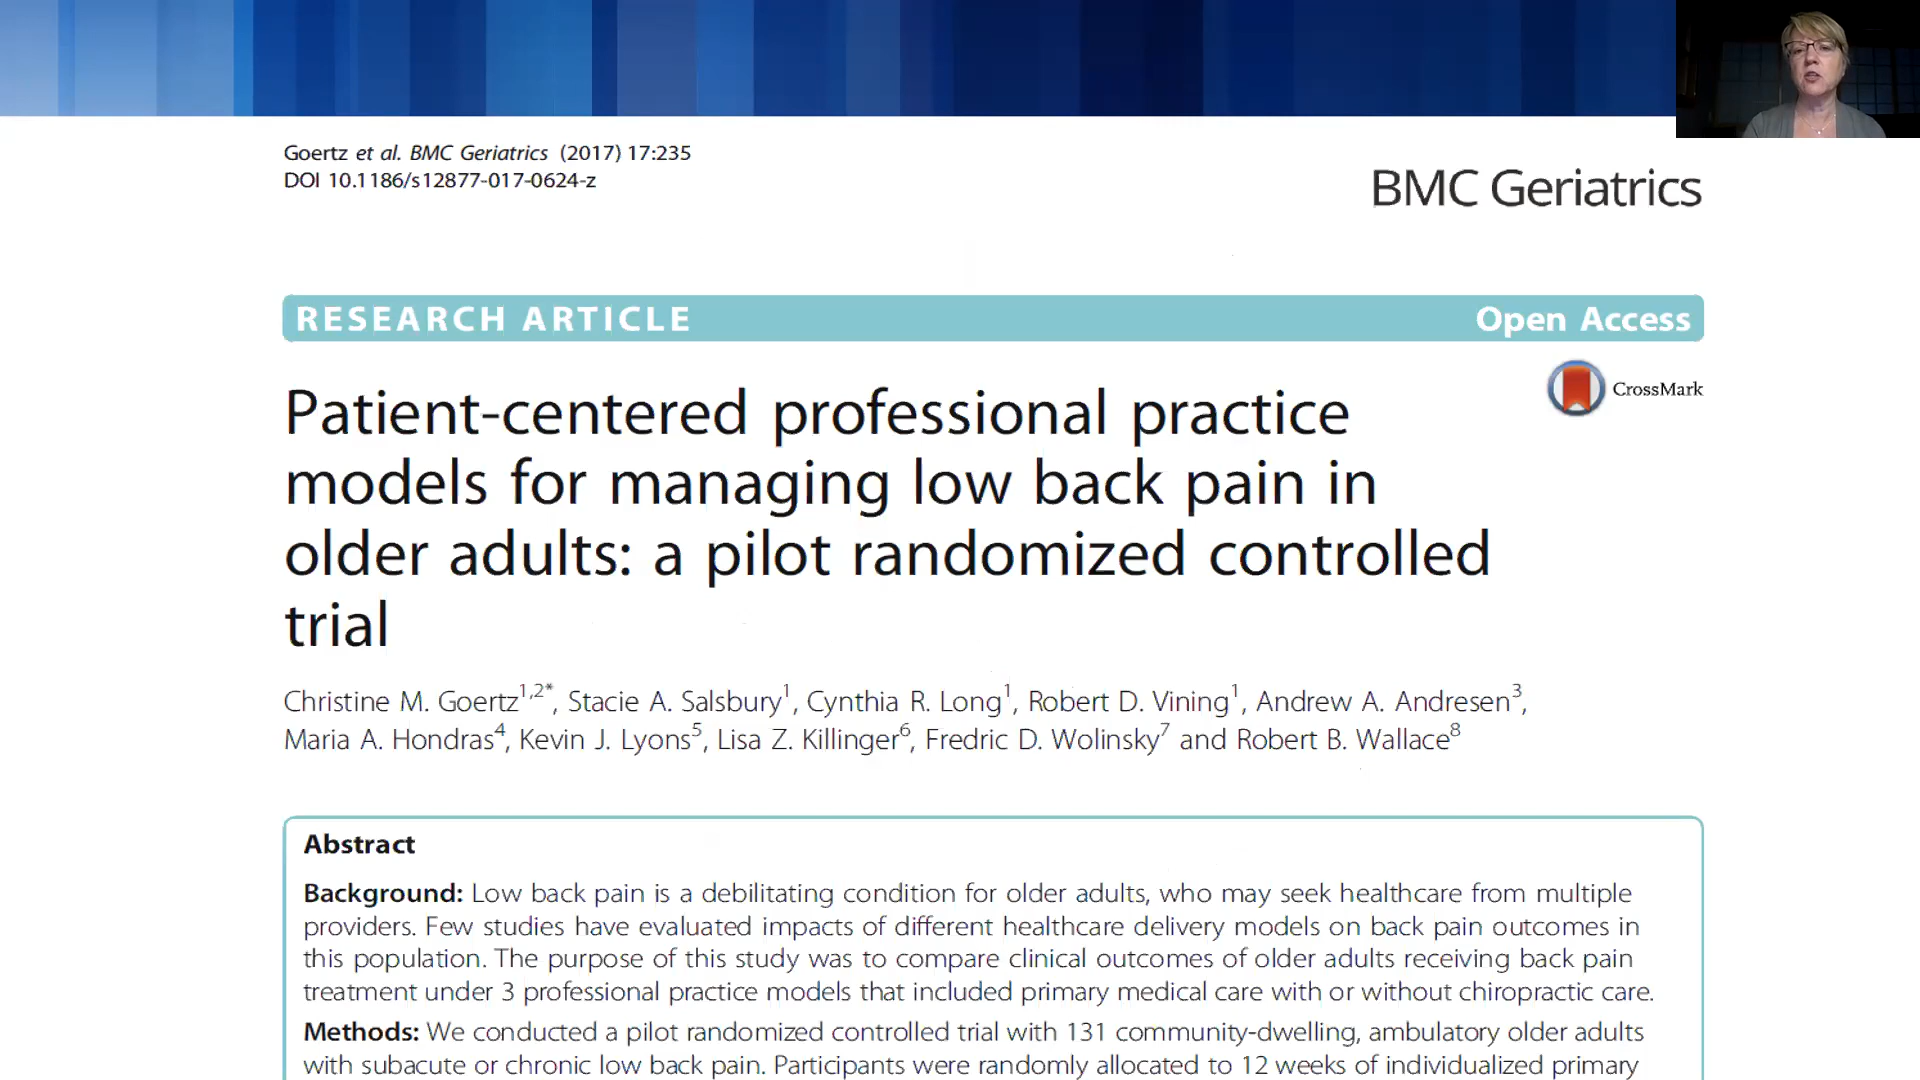 Goertz et al. BMC Geriatrics (2017) 17:235
DOI 10.1186/s12877-017-0624-z
BMC Geriatrics
RESEARCH ARTICLE
Open Access
CrossMark
Patient-centered professional practice
models for managing low back pain in
older adults: a pilot randomized controlled
trial
Christine M. Goertz1,2*, Stacie A. Salsbury1, Cynthia R. Long1, Robert D. Vining1, Andrew A. Andresen3,
Maria A. Hondras4, Kevin J. Lyons5, Lisa Z. Killinger6, Fredric D. Wolinsky7 and Robert B. Wallace8
Abstract
Background: Low back pain is a debilitating condition for older adults, who may seek healthcare from multiple
providers. Few studies have evaluated impacts of different healthcare delivery models on back pain outcomes in
this population. The purpose of this study was to compare clinical outcomes of older adults receiving back pain
treatment under 3 professional practice models that included primary medical care with or without chiropractic care.
Methods: We conducted a pilot randomized controlled trial with 131 community-dwelling, ambulatory older adults
with subacute or chronic low back pain. Participants were randomly allocated to 12 weeks of individualized primary